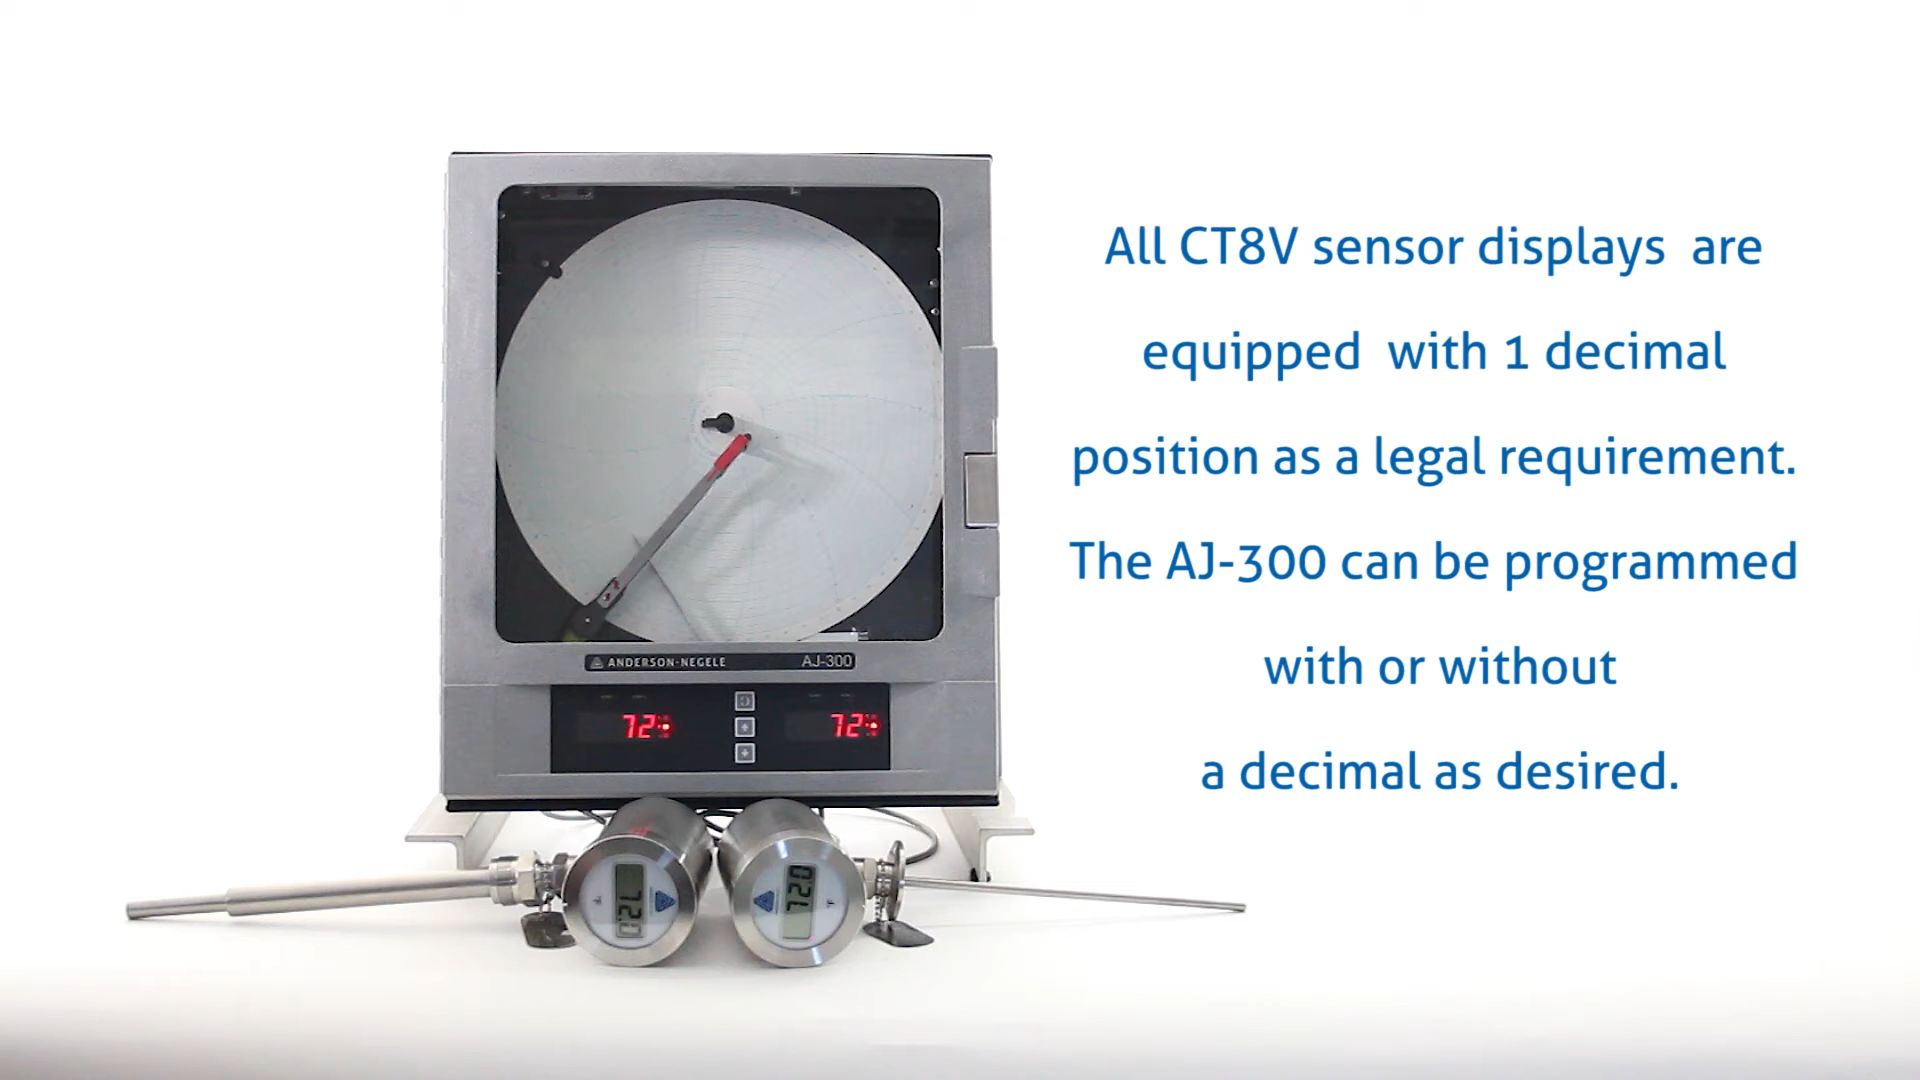 All CT8V sensor displays  are
equipped  with 1 decimal
position as a legal requirement.
The AJ-300 can be programmed
with or without
a decimal as desired.
ANDERSON-NEGELE AJ-300
72 72
72.0 72.0
°F °F